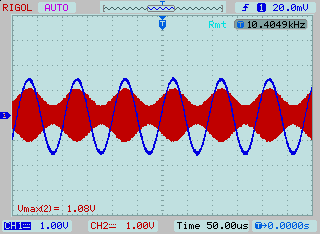 RIGOL AUTO T f 1 20.0mV
Rmt T 10.4049kHz
1
Vmax(2)= 1.08V
CH1 1.00V CH2 1.00V Time 50.00us T→0.0000s